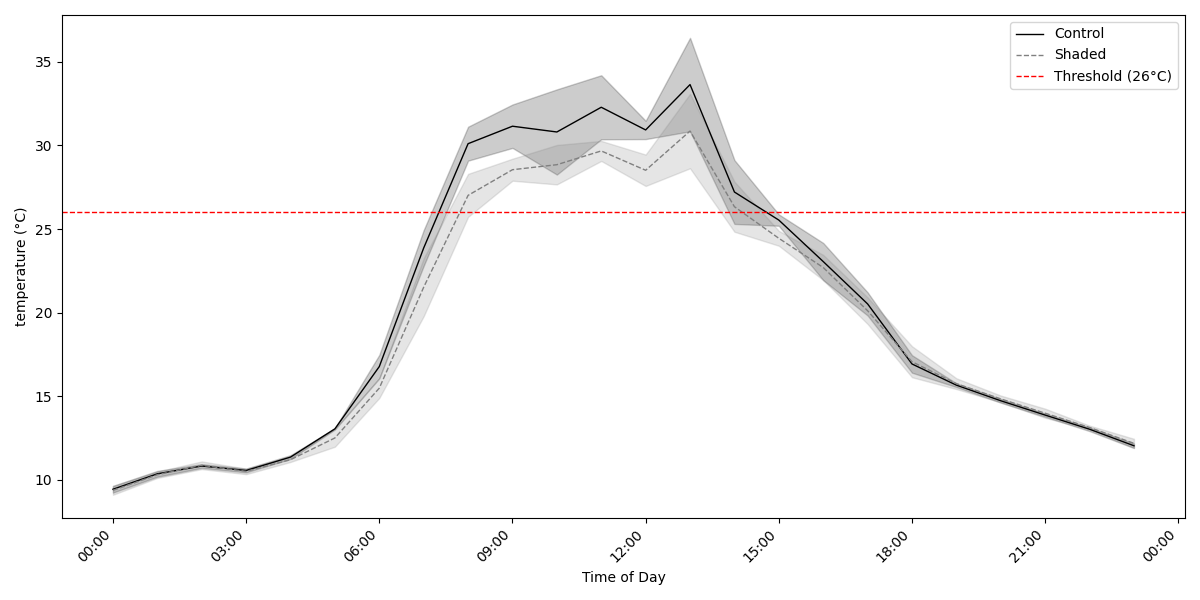 Control
Shaded
Threshold (26°C)
temperature (°C)
35
30
25
20
15
10
00:00 03:00 06:00 09:00 12:00 15:00 18:00 21:00 00:00
Time of Day